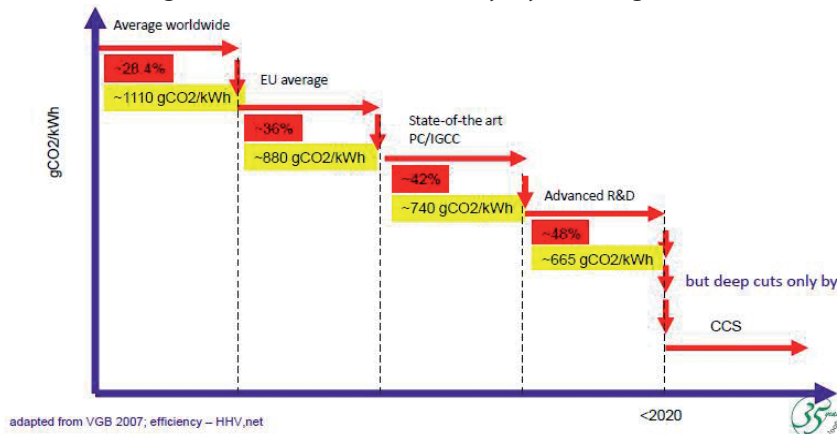 Average worldwide
~28.4%
~1110 gCO2/kWh
EU average
~36%
~880 gCO2/kWh
State-of-the art
PC/IGCC
~42%
~740 gCO2/kWh
Advanced R&D
~48%
~665 gCO2/kWh
but deep cuts only by
CCS
gCO2/kWh
<2020
adapted from VGB 2007; efficiency – HHV,net
35 years